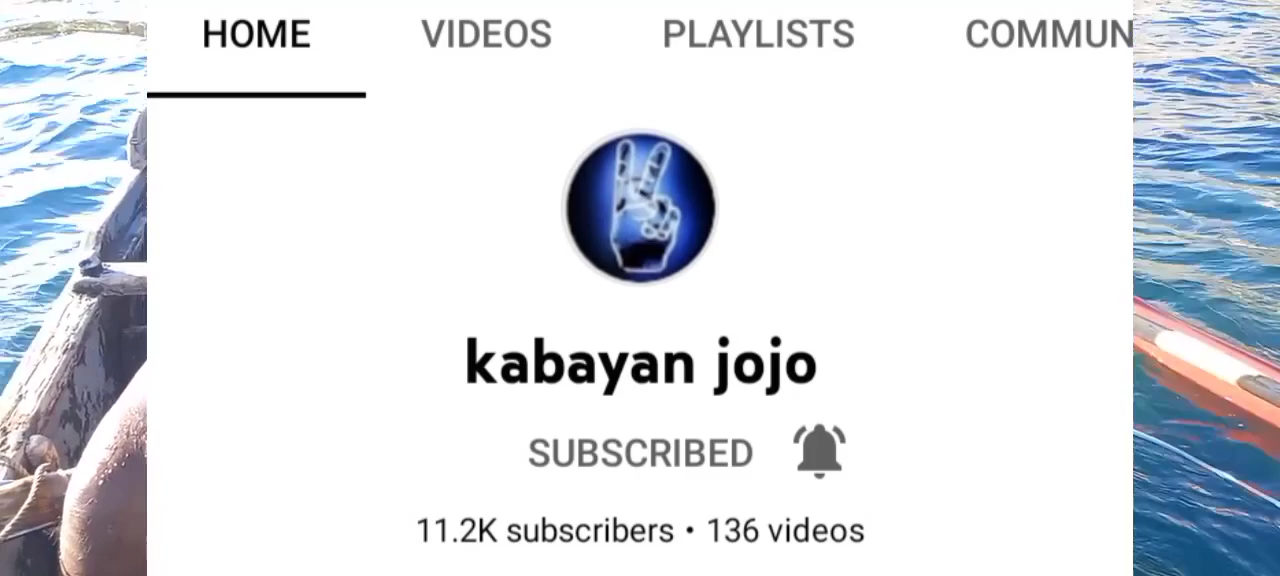 HOME VIDEOS PLAYLISTS COMMUN
kabayan jojo
SUBSCRIBED
11.2K subscribers • 136 videos